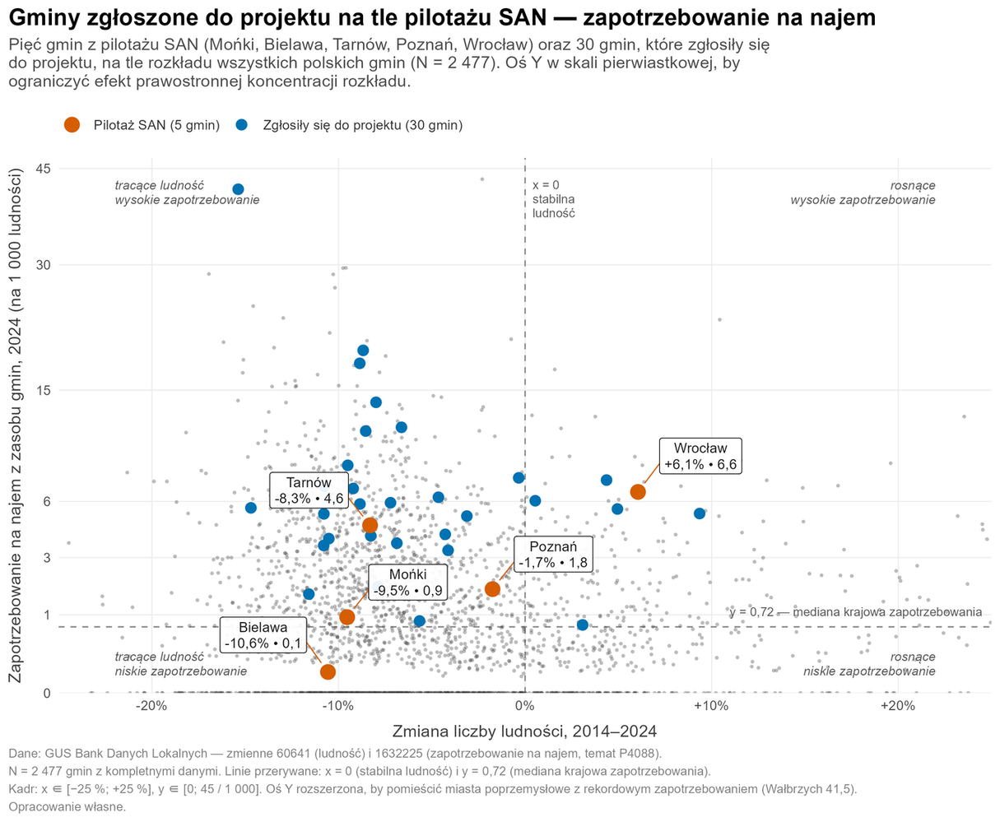 Gminy zgłoszone do projektu na tle pilotażu SAN — zapotrzebowanie na najem
Pięć gmin z pilotażu SAN (Mońki, Bielawa, Tarnów, Poznań, Wrocław) oraz 30 gmin, które zgłosiły się
do projektu, na tle rozkładu wszystkich polskich gmin (N = 2 477). Oś Y w skali pierwiastkowej, by
ograniczyć efekt prawostronnej koncentracji rozkładu.
Pilotaż SAN (5 gmin)
Zgłosiły się do projektu (30 gmin)
Zapotrzebowanie na najem z zasobu gmin, 2024 (na 1 000 ludności)
45
30
15
6
3
1
0
tracące ludność
wysokie zapotrzebowanie
x = 0
stabilna
ludność
rosnące
wysokie zapotrzebowanie
Wrocław
+6,1% • 6,6
Tarnów
-8,3% • 4,6
Poznań
-1,7% • 1,8
Mońki
-9,5% • 0,9
y = 0,72 — mediana krajowa zapotrzebowania
Bielawa
-10,6% • 0,1
tracące ludność
niskie zapotrzebowanie
rosnące
niskie zapotrzebowanie
-20%
-10%
0%
+10%
+20%
Zmiana liczby ludności, 2014–2024
Dane: GUS Bank Danych Lokalnych — zmienne 60641 (ludność) i 1632225 (zapotrzebowanie na najem, temat P4088).
N = 2 477 gmin z kompletnymi danymi. Linie przerywane: x = 0 (stabilna ludność) i y = 0,72 (mediana krajowa zapotrzebowania).
Kadr: x ∈ [−25 %; +25 %], y ∈ [0; 45 / 1 000]. Oś Y rozszerzona, by pomieścić miasta poprzemysłowe z rekordowym zapotrzebowaniem (Wałbrzych 41,5).
Opracowanie własne.